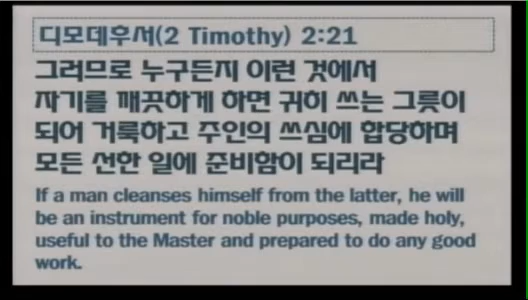 디모데후서(2 Timothy) 2:21
그러므로 누구든지 이런 것에서
자기를 깨끗하게 하면 귀히 쓰는 그릇이
되어 거룩하고 주인의 쓰심에 합당하며
모든 선한 일에 준비함이 되리라
If a man cleanses himself from the latter, he will
be an instrument for noble purposes, made holy,
useful to the Master and prepared to do any good
work.